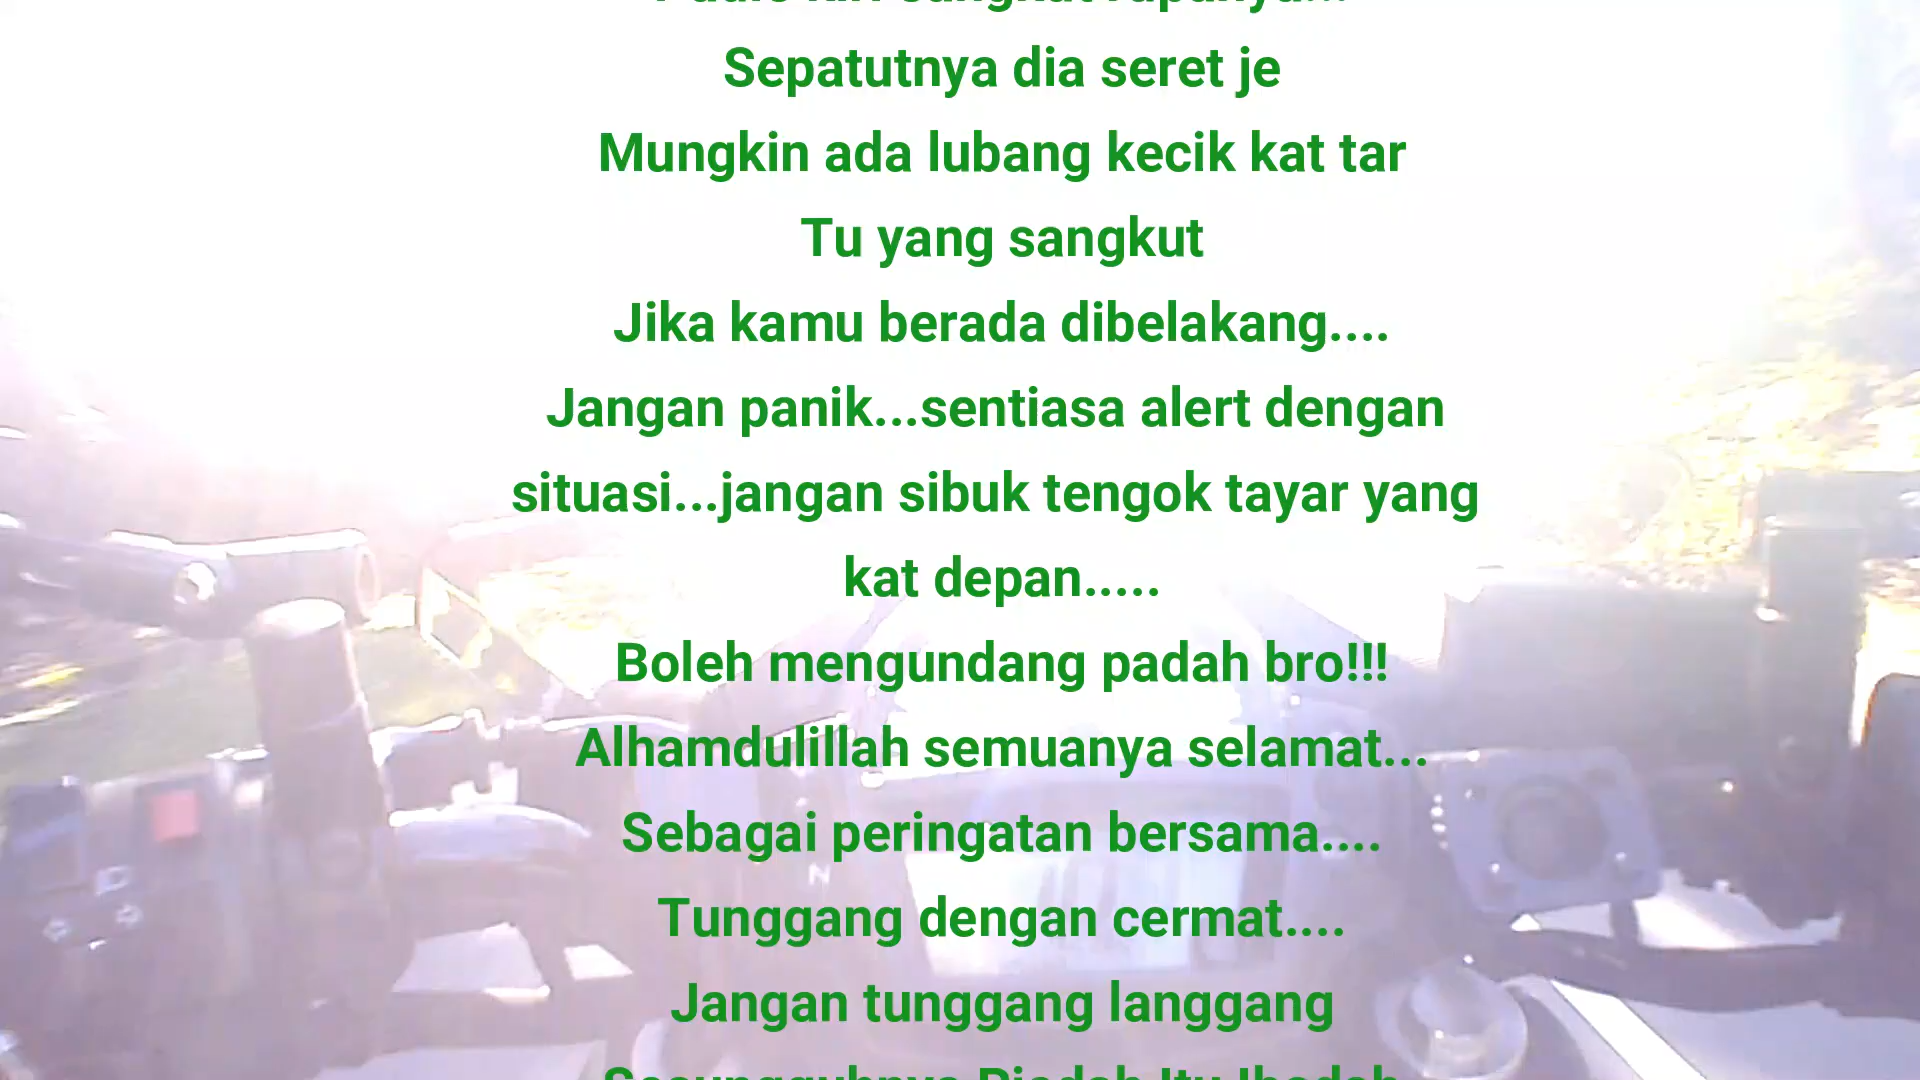 Sepatutnya dia seret je
Mungkin ada lubang kecik kat tar
Tu yang sangkut
Jika kamu berada dibelakang....
Jangan panik...sentiasa alert dengan
situasi...jangan sibuk tengok tayar yang
kat depan.....
Boleh mengundang padah bro!!!
Alhamdulillah semuanya selamat...
Sebagai peringatan bersama....
N
Tunggang dengan cermat....
Jangan tunggang langgang